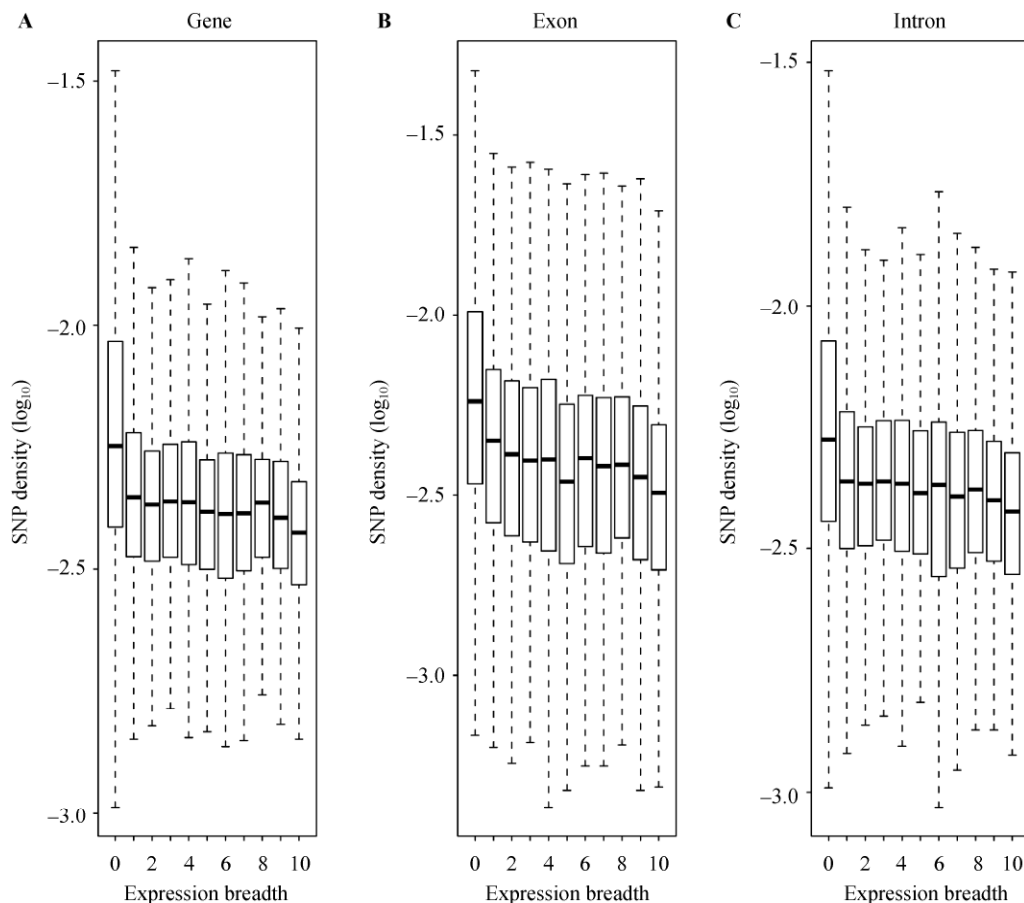 A Gene
SNP density (log10)
–1.5
–2.0
–2.5
–3.0
0 2 4 6 8 10
Expression breadth
B Exon
SNP density (log10)
–1.5
–2.0
–2.5
–3.0
0 2 4 6 8 10
Expression breadth
C Intron
SNP density (log10)
–1.5
–2.0
–2.5
–3.0
0 2 4 6 8 10
Expression breadth